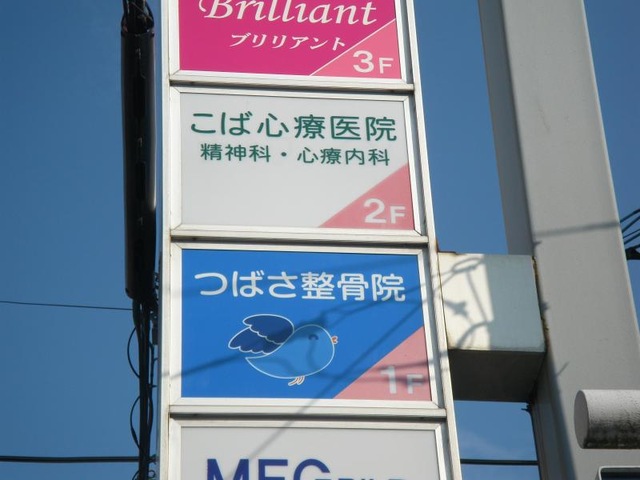 Brilliant
ブリリアント
3F
こば心療医院
精神科・心療内科
2F
つばさ整骨院
1F